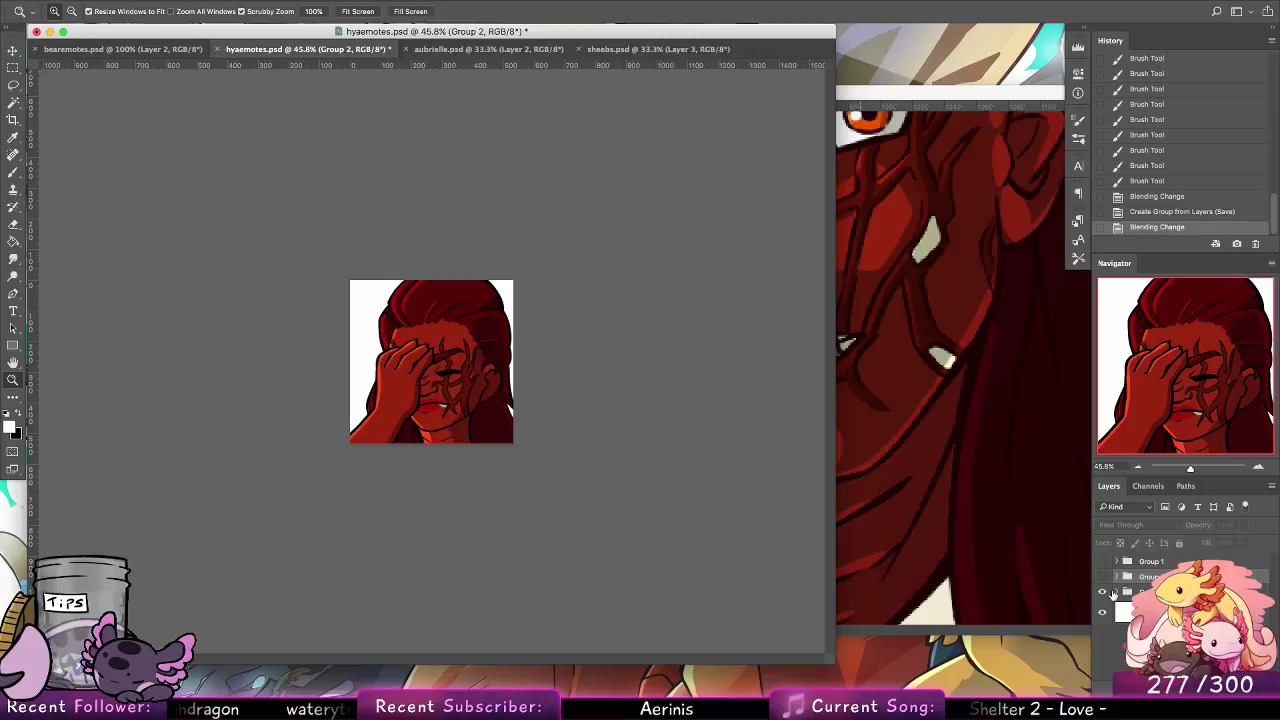 Resize Windows to Fit
Zoom All Windows
Scrubby Zoom
100%
Fit Screen
Fill Screen
hyaemotes.psd @ 45.8% (Group 2, RGB/8*) *
bearemotes.psd @ 100% (Layer 2, RGB/8*)
hyaemotes.psd @ 45.8% (Group 2, RGB/8*) *
aubrielle.psd @ 33.3% (Layer 2, RGB/8*)
sheebs.psd @ 33.3% (Layer 3, RGB/8*)
History
Brush Tool
Brush Tool
Brush Tool
Brush Tool
Brush Tool
Brush Tool
Brush Tool
Brush Tool
Brush Tool
Blending Change
Create Group from Layers (Save)
Blending Change
Navigator
45.8%
Layers
Channels
Paths
Kind
Pass Through
Opacity:
Lock:
Fill:
Group 1
Grou
TiPS
277/300
Recent Follower:
hdragon
wateryt
Recent Subscriber:
Aerinis
Current Song:
Shelter 2 - Love -